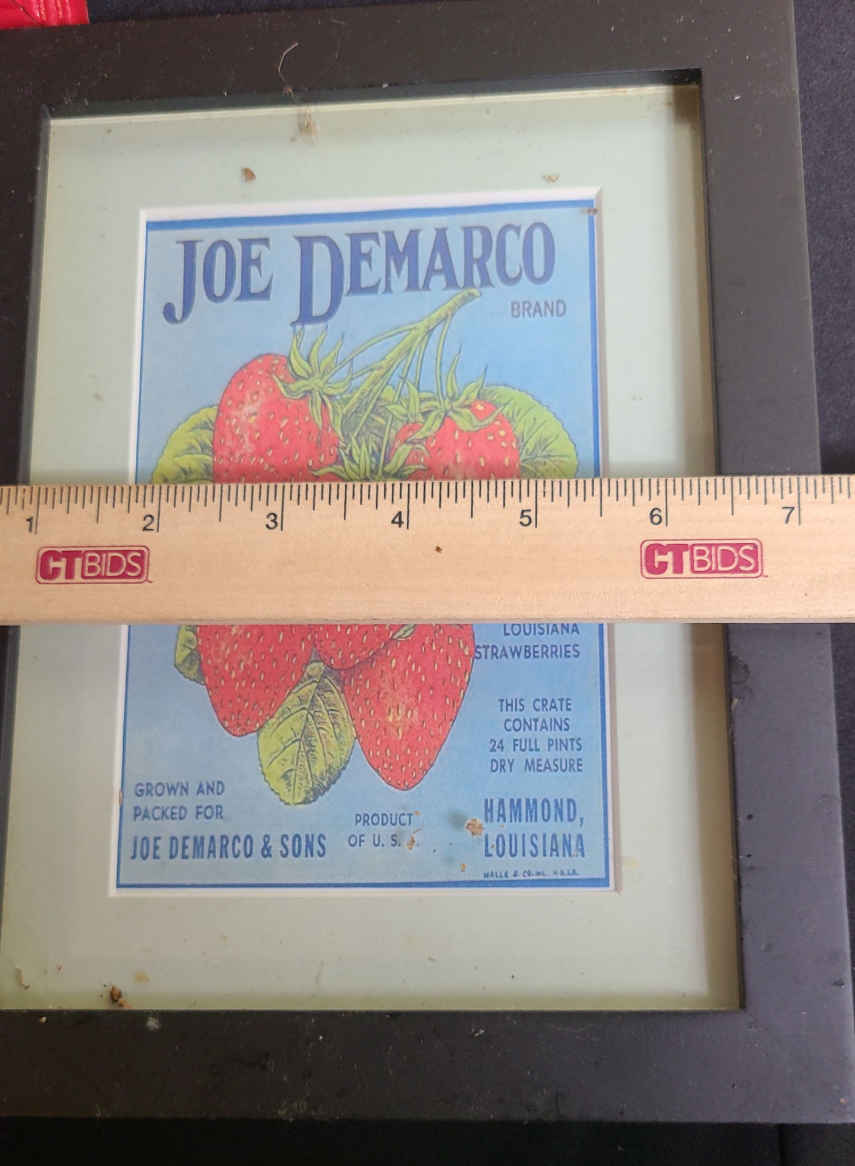 JOE DEMARCO
BRAND
1 2 3 4 5 6 7
CTBIDS CTBIDS
LOUISIANA
STRAWBERRIES
THIS CRATE
CONTAINS
24 FULL PINTS
DRY MEASURE
GROWN AND
PACKED FOR
JOE DEMARCO & SONS
PRODUCT
OF U. S.
HAMMOND,
LOUISIANA